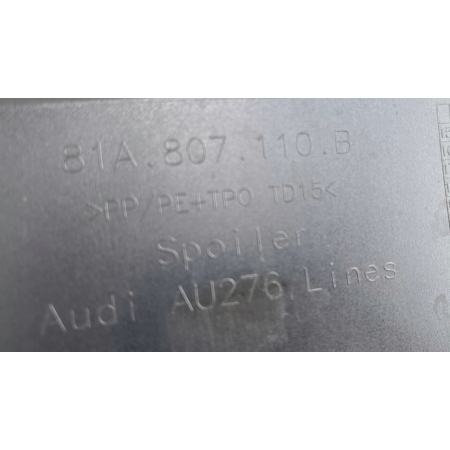 81A.807.110.B
>PP/PE+TPO TD15<
Spoiler
Audi AU276 Lines